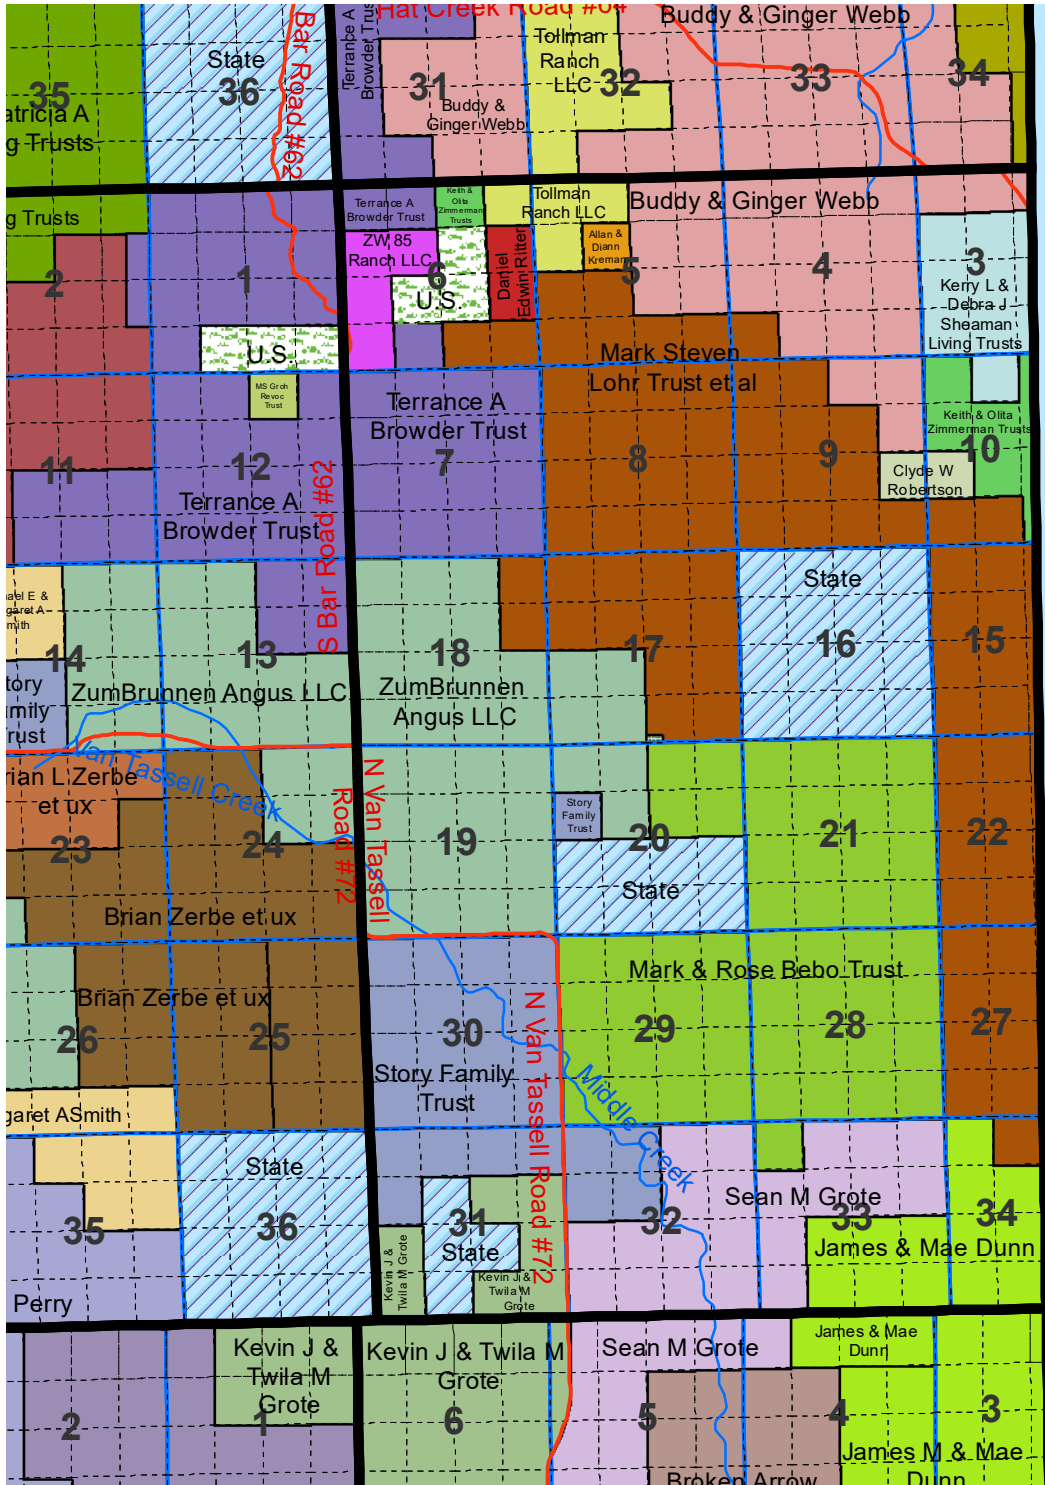 Hat Creek Road #64
Buddy & Ginger Webb
Bar Road #62
Terrance A
Browder Trust
Tollman
Ranch
LLC
State
35
36
31
32
33
34
atricia A
g Trusts
Buddy &
Ginger Webb
g Trusts
Terrance A
Browder Trust
Keith &
Olita
Zimmerman
Trusts
Tollman
Ranch LLC
Buddy & Ginger Webb
ZW 85
Ranch LLC
Daniel
Edwin Ritter
Allan &
Diann
Kreman
2
1
6
5
4
3
U.S.
Kerry L &
Debra J
Sheaman
Living Trusts
U.S.
Mark Steven
Lohr Trust et al
MS Groh
Revoc
Trust
Terrance A
Browder Trust
Keith & Olita
Zimmerman Trusts
11
12
7
8
9
10
Clyde W
Robertson
Terrance A
Browder Trust
S Bar Road #62
State
ael E &
garet A
mith
14
13
18
17
16
15
tory
mily
rust
ZumBrunnen Angus LLC
ZumBrunnen
Angus LLC
Van Tassell Creek
rian L Zerbe
et ux
N Van Tassell
Road #72
Story
Family
Trust
23
24
19
20
21
22
State
Brian Zerbe et ux
Mark & Rose Bebo Trust
Brian Zerbe et ux
26
25
30
29
28
27
N Van Tassell Road #72
Story Family
Trust
Middle Creek
garet ASmith
State
Sean M Grote
35
36
31
32
33
34
State
James & Mae Dunn
Kevin J &
Twila M Grote
Kevin J &
Twila M
Grote
Perry
Kevin J &
Twila M
Grote
Kevin J & Twila M
Grote
Sean M Grote
James & Mae
Dunn
2
1
6
5
4
3
James M & Mae
Dunn
Broken Arrow